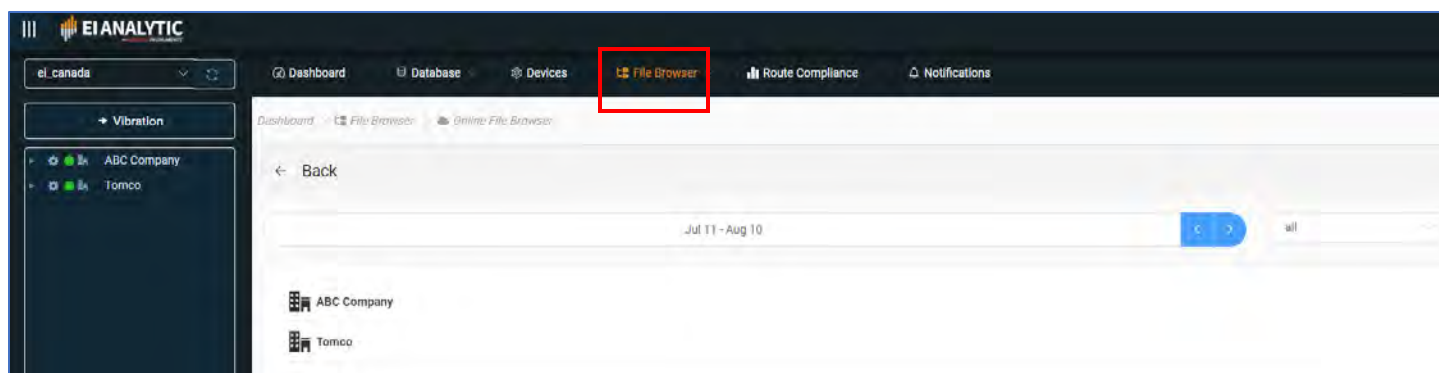 EI ANALYTIC
ei_canada
Dashboard Database Devices File Browser Route Compliance Notifications
Vibration
Dashboard File Browser Online File Browser
ABC Company
Tomco
← Back
Jul 11 - Aug 10 < > all
ABC Company
Tomco